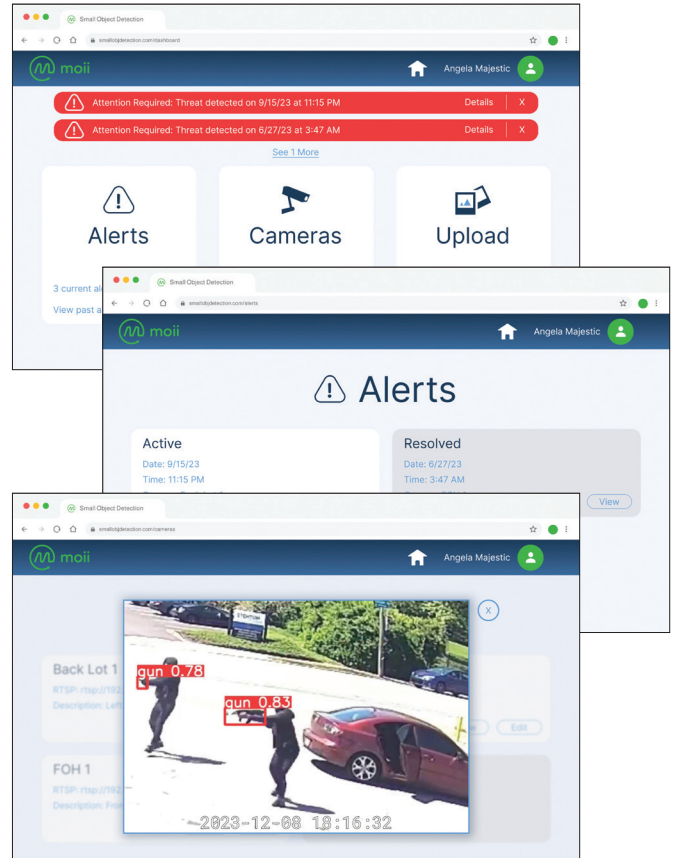 Small Object Detection
smallobjdetection.com/dashboard
moii
Angela Majestic
Attention Required: Threat detected on 9/15/23 at 11:15 PM Details X
Attention Required: Threat detected on 6/27/23 at 3:47 AM Details X
See 1 More
Alerts
Cameras
Upload
3 current
View past
Small Object Detection
smallobjdetection.com/alerts
moii
Angela Majestic
Alerts
Active
Date: 9/15/23
Time: 11:15 PM
Resolved
Date: 6/27/23
Time: 3:47 AM
View
Small Object Detection
smallobjdetection.com/cameras
moii
Angela Majestic
X
Back Lot 1
RTSP: rtsp://192
Description: Left
Edit
gun 0.78
gun 0.83
FOH 1
RTSP: rtsp://192
Description:
2023-12-08 18:16:32